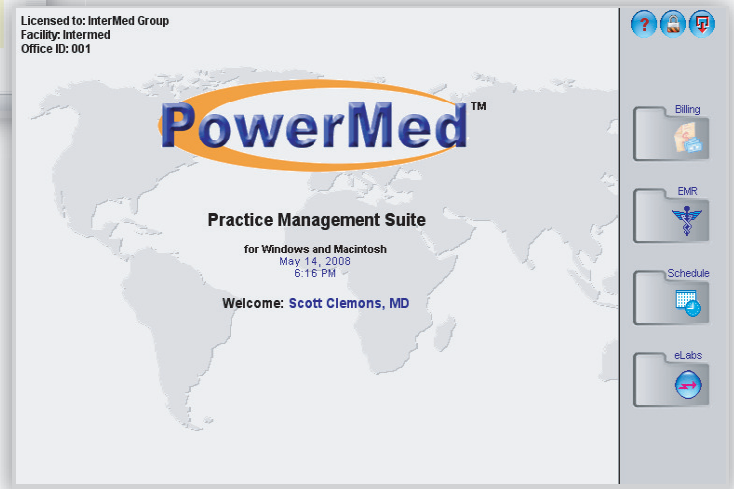 Licensed to: InterMed Group
Facility: Intermed
Office ID: 001
PowerMed™
Practice Management Suite
for Windows and Macintosh
May 14, 2008
6:16 PM
Welcome: Scott Clemons, MD
?
Billing
EMR
Schedule
eLabs